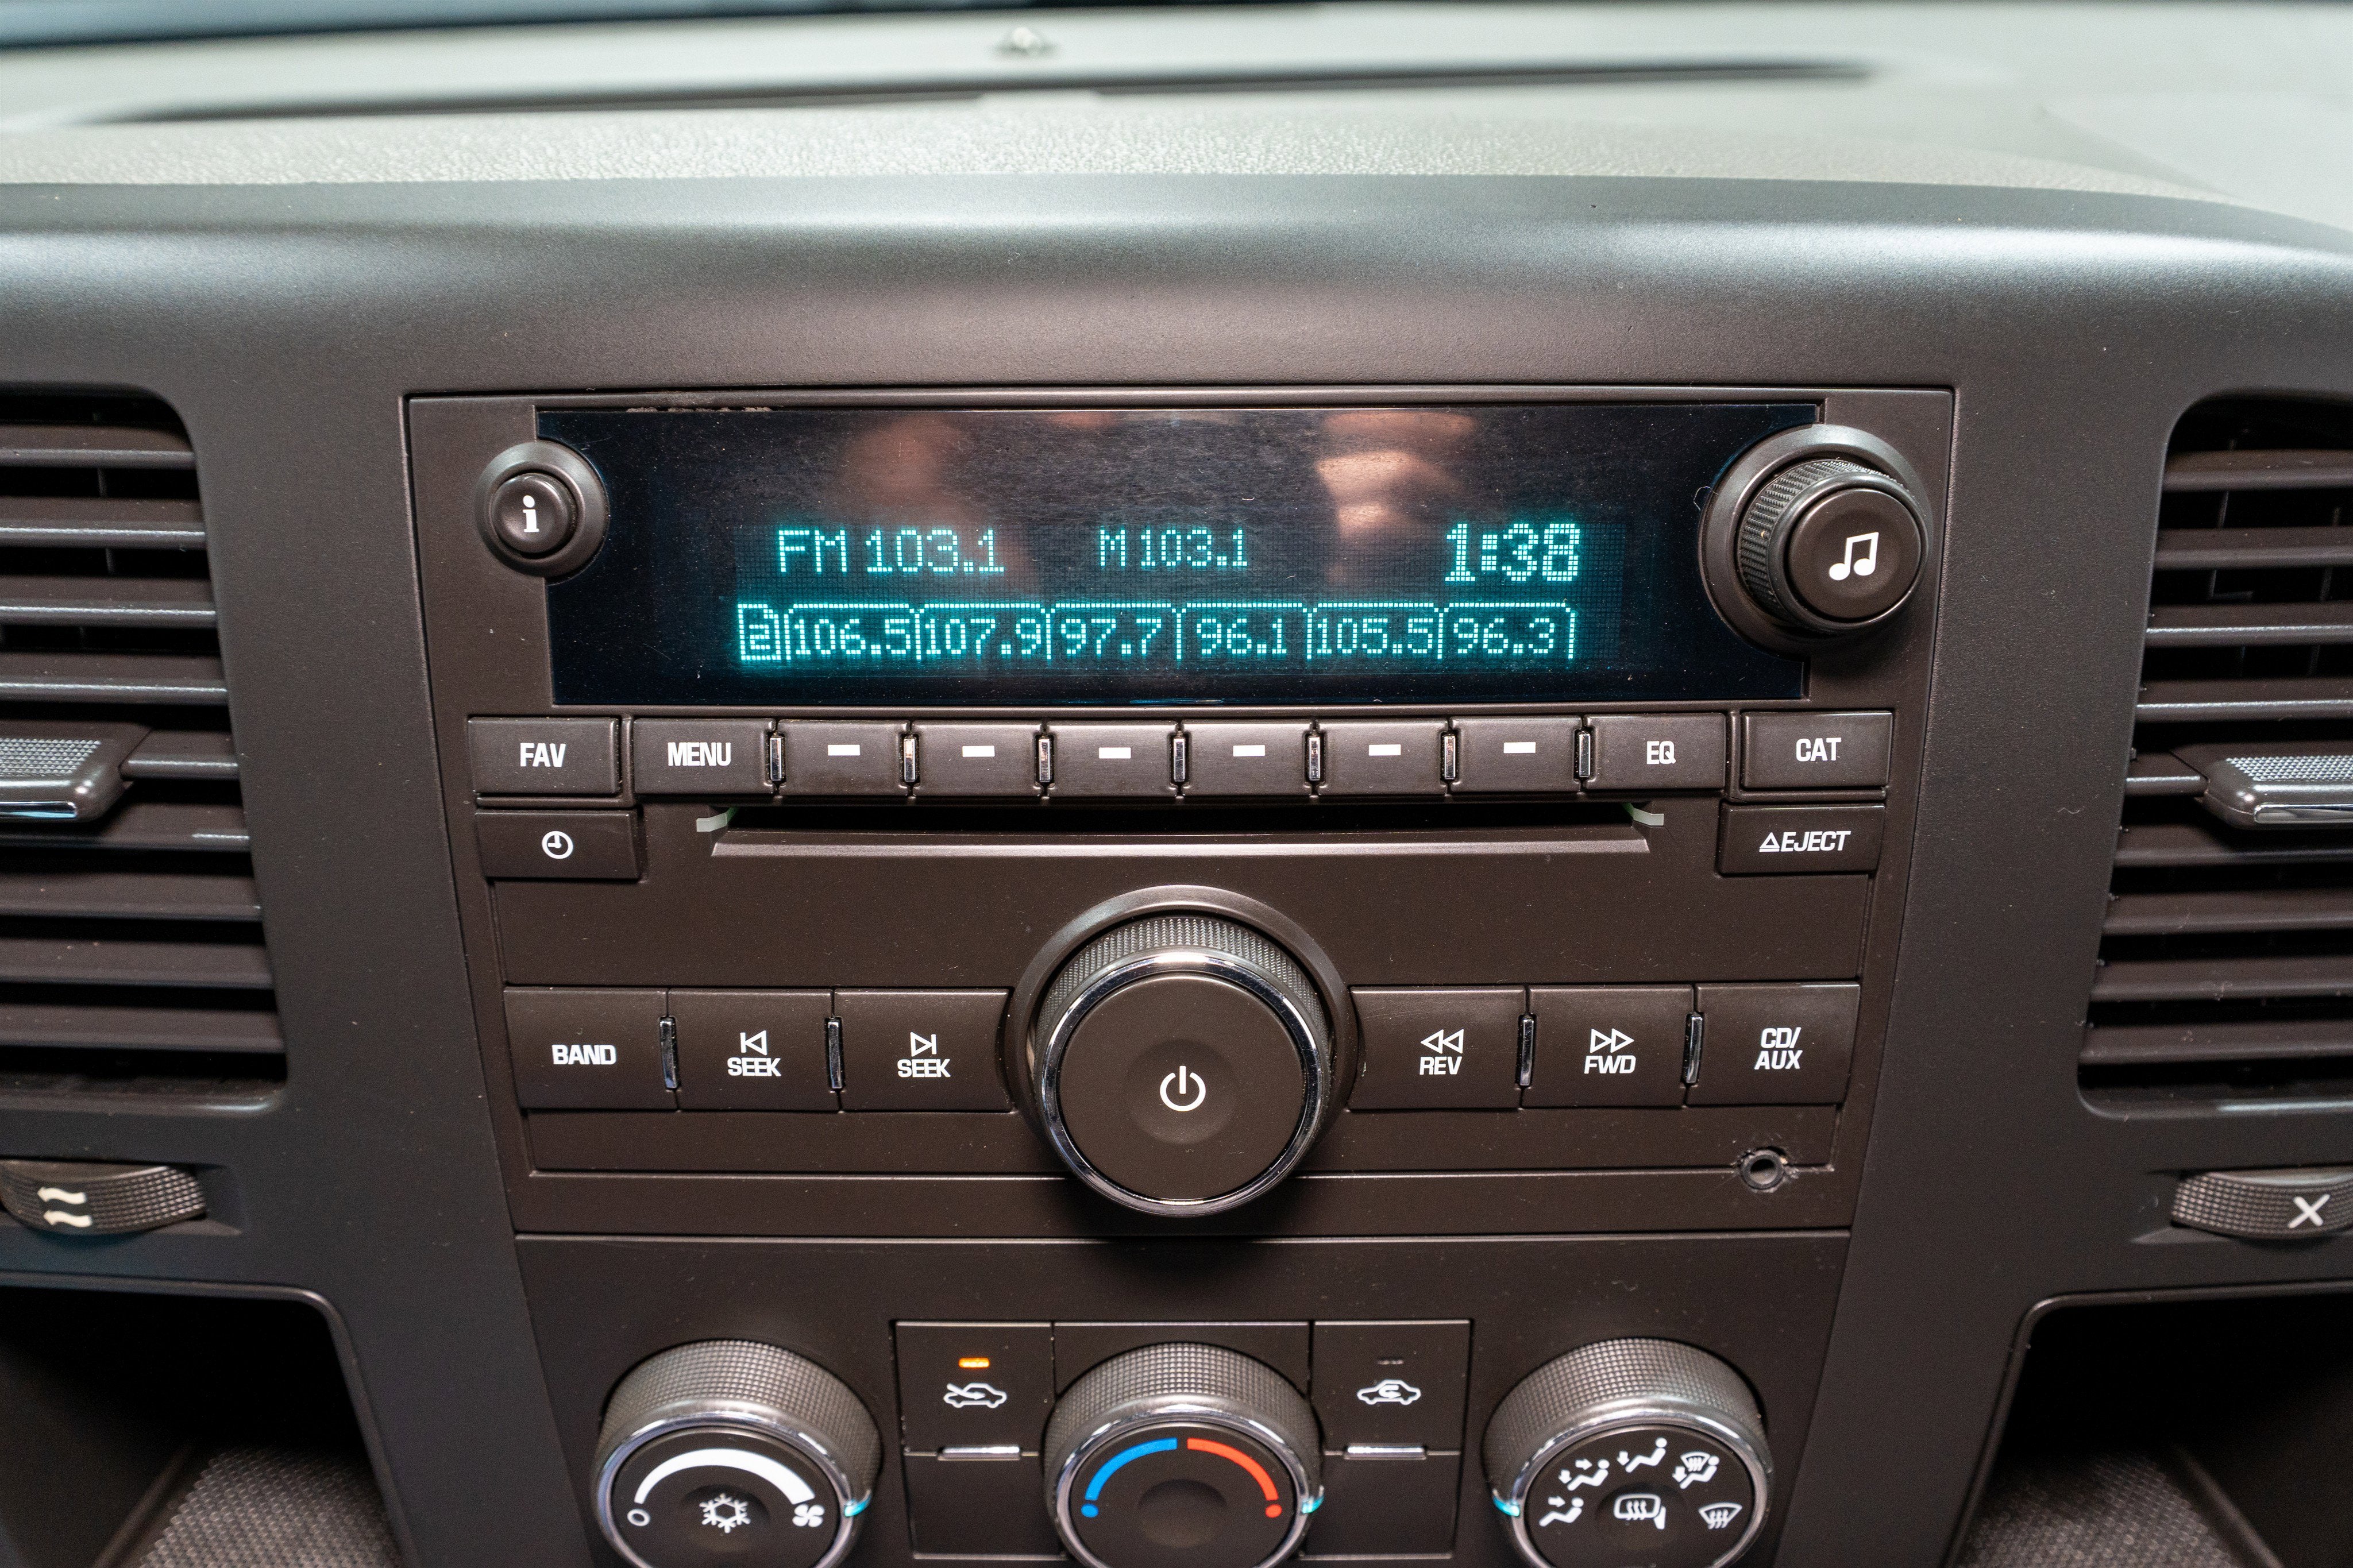 i
FM 103.1 M 103.1 1:38
2 106.5 107.9 97.7 96.1 105.5 96.3
FAV MENU EQ CAT
EJECT
BAND SEEK SEEK REV FWD CD/
AUX